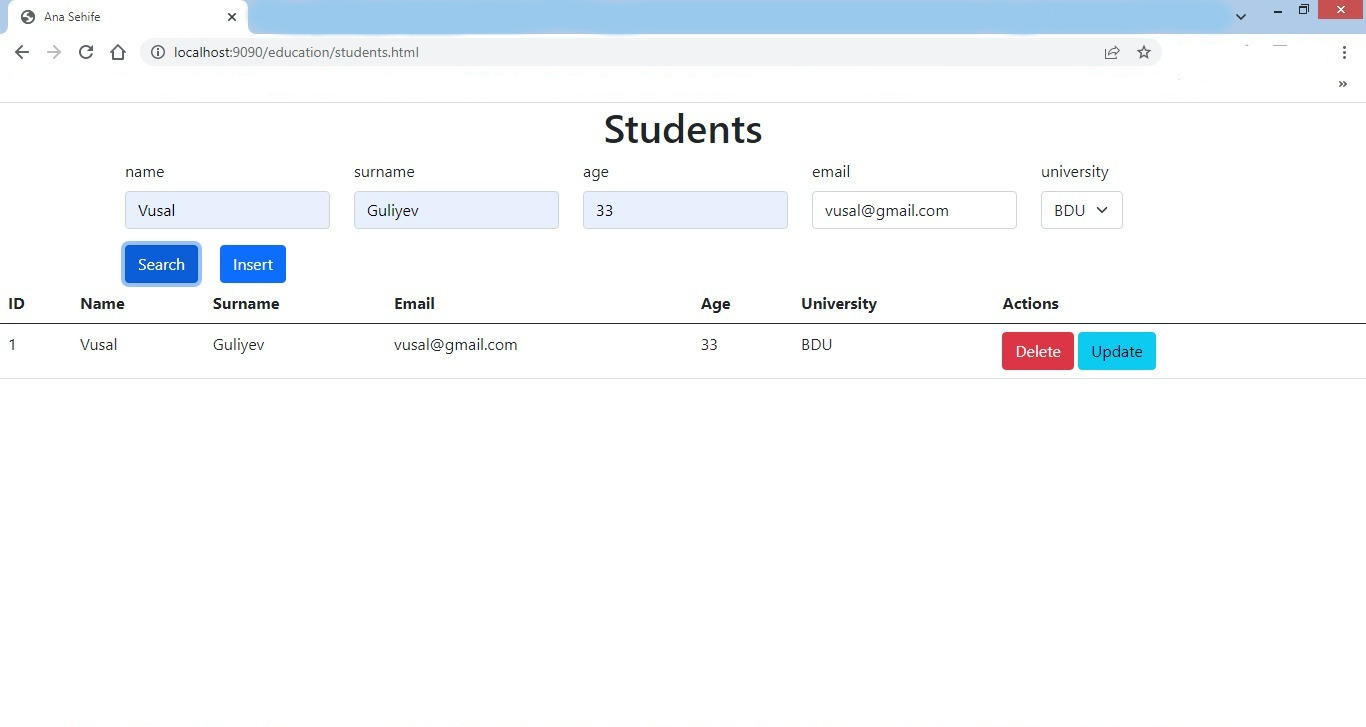 Ana Sehife
localhost:9090/education/students.html
Students
name surname age email university
Vusal Guliyev 33 vusal@gmail.com BDU
Search Insert
ID Name Surname Email Age University Actions
1 Vusal Guliyev vusal@gmail.com 33 BDU Delete Update